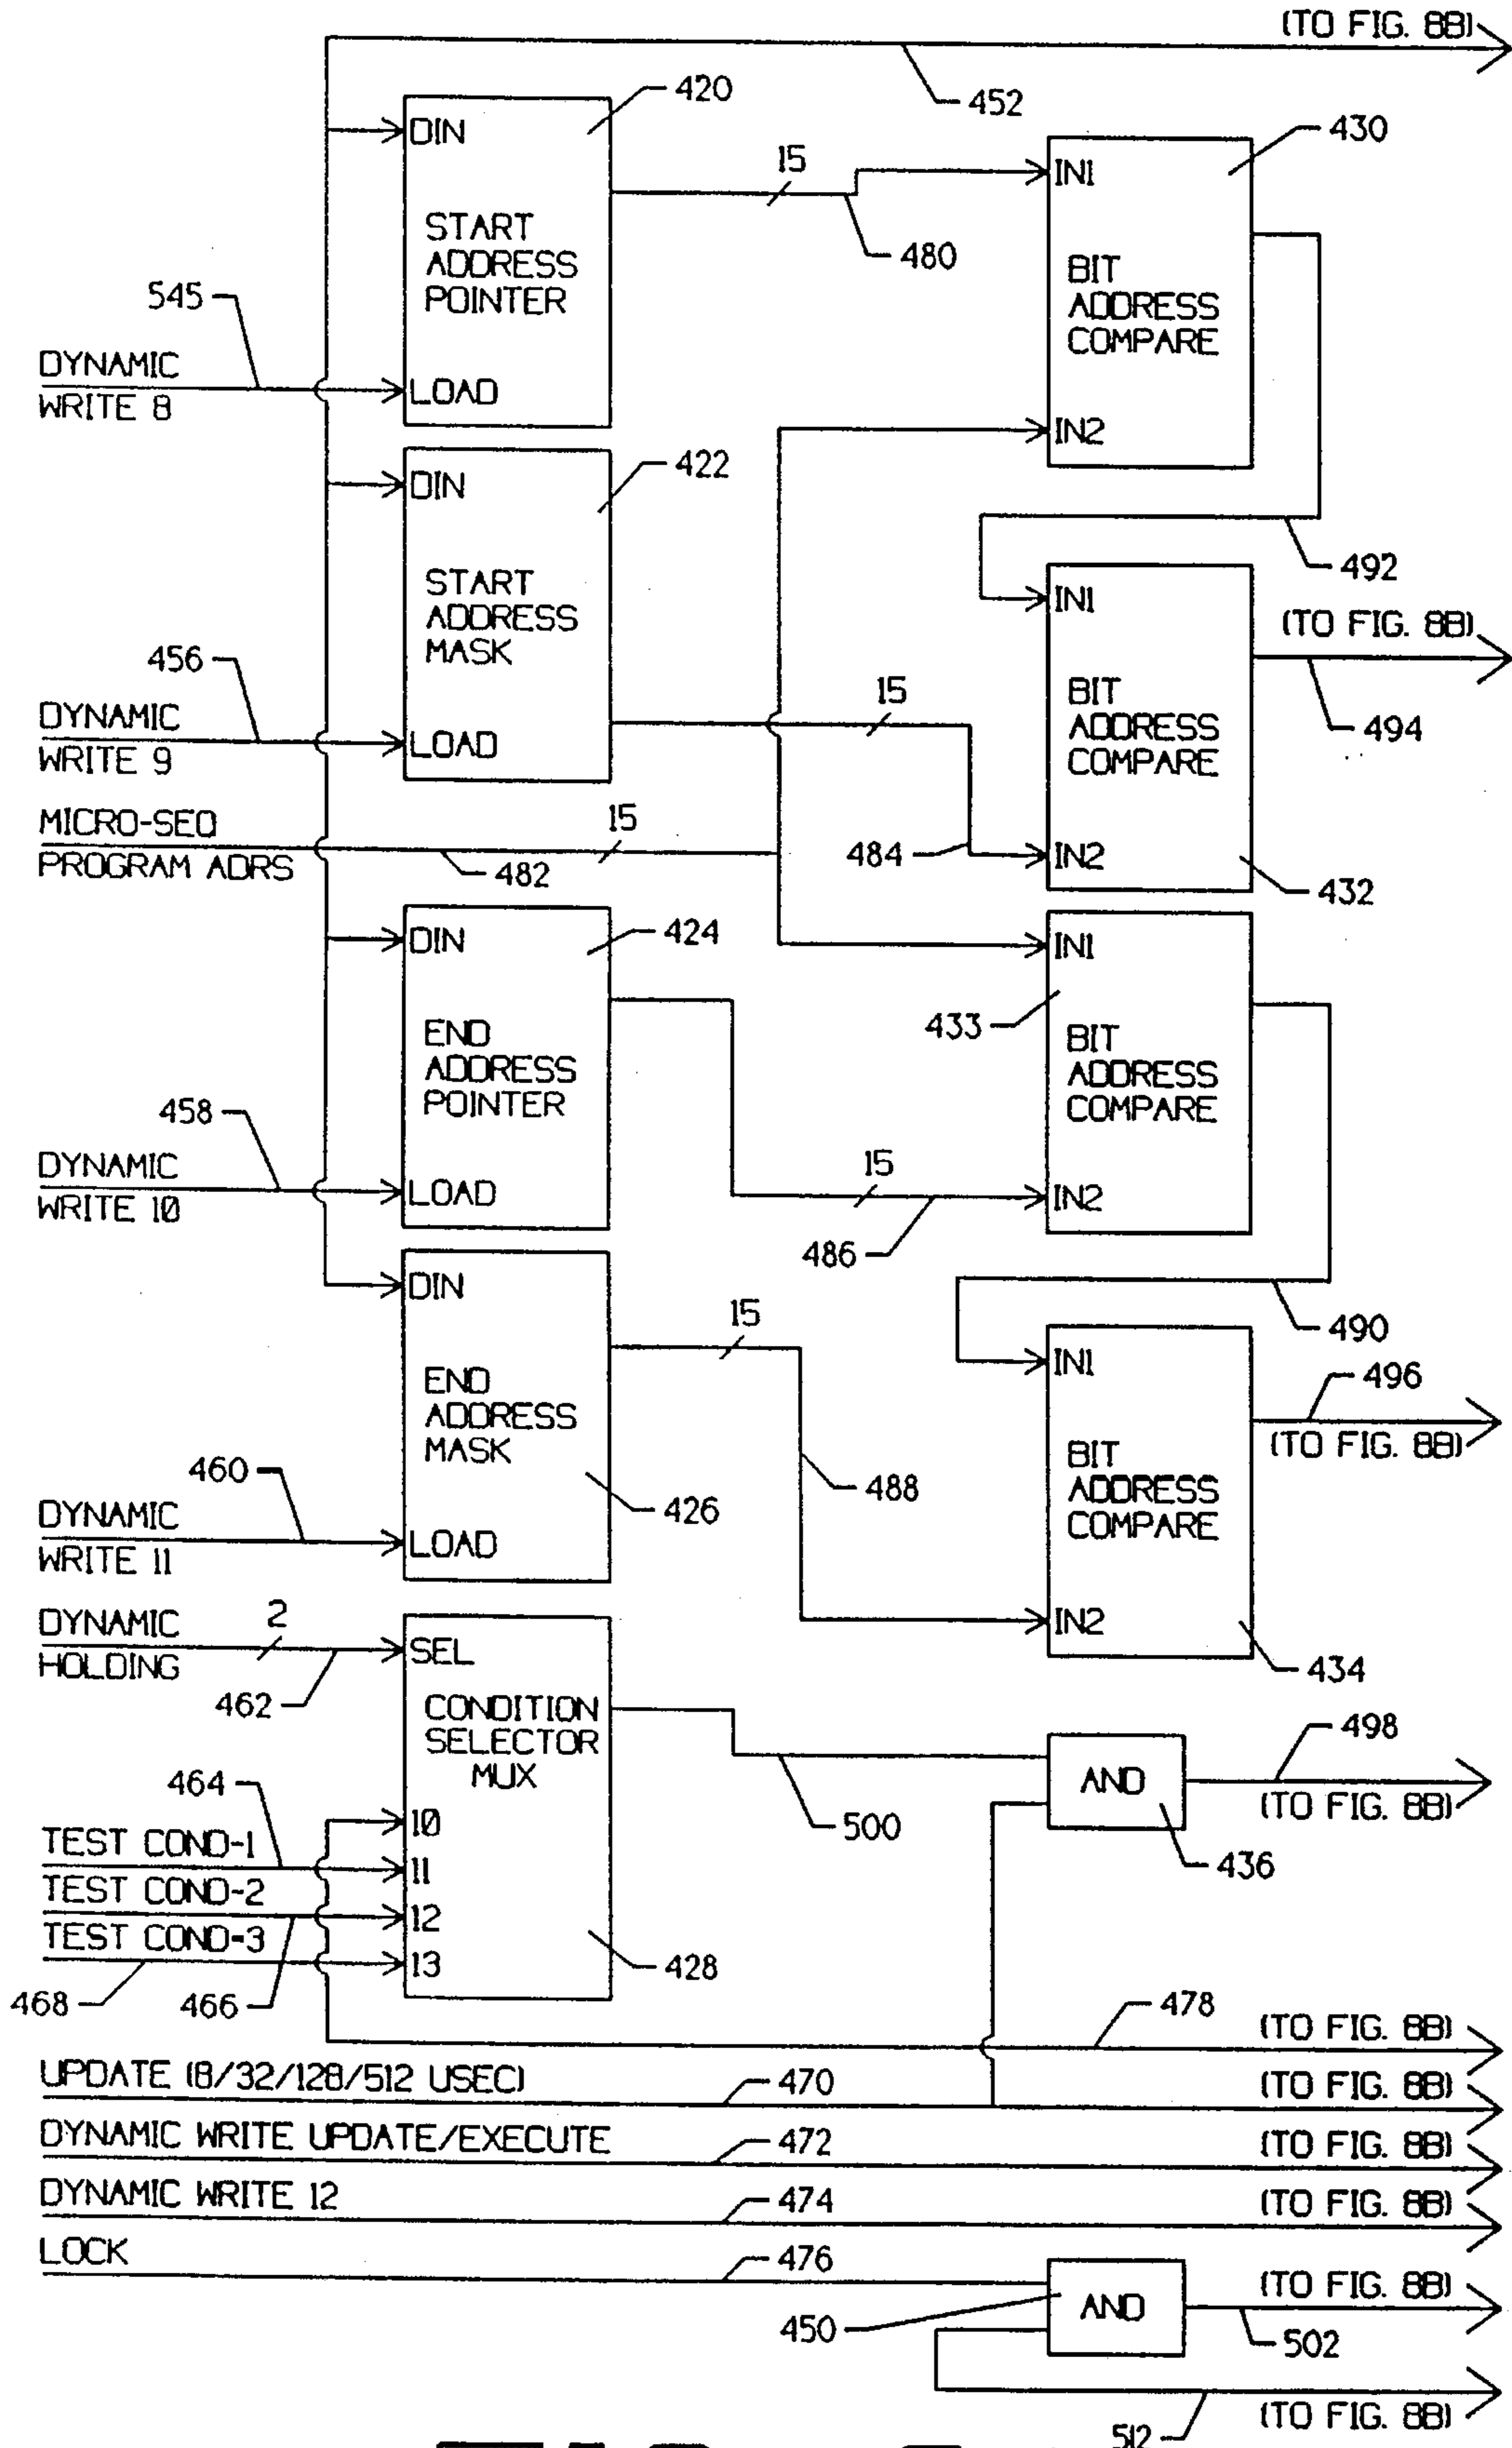 (TO FIG. 8B)
420
452
430
DIN
15
IN1
START
ADDRESS
POINTER
480
BIT
ADDRESS
COMPARE
545
DYNAMIC
WRITE 8
LOAD
IN2
422
DIN
START
ADDRESS
MASK
492
IN1
(TO FIG. 8B)
456
15
BIT
ADDRESS
COMPARE
494
DYNAMIC
WRITE 9
LOAD
MICRO-SEQ
PROGRAM ADRS
15
482
484
IN2
432
424
DIN
IN1
433
END
ADDRESS
POINTER
BIT
ADDRESS
COMPARE
458
DYNAMIC
WRITE 10
LOAD
15
IN2
486
DIN
15
490
IN1
496
(TO FIG. 8B)
END
ADDRESS
MASK
460
488
426
BIT
ADDRESS
COMPARE
DYNAMIC
WRITE 11
LOAD
DYNAMIC
HOLDING
2
SEL
IN2
434
462
CONDITION
SELECTOR
MUX
498
464
AND
(TO FIG. 8B)
500
436
10
TEST COND-1
11
TEST COND-2
12
TEST COND-3
13
428
468
466
478
(TO FIG. 8B)
UPDATE (8/32/128/512 USEC)
470
(TO FIG. 8B)
DYNAMIC WRITE UPDATE/EXECUTE
472
(TO FIG. 8B)
DYNAMIC WRITE 12
474
(TO FIG. 8B)
LOCK
476
AND
(TO FIG. 8B)
450
502
512
(TO FIG. 8B)